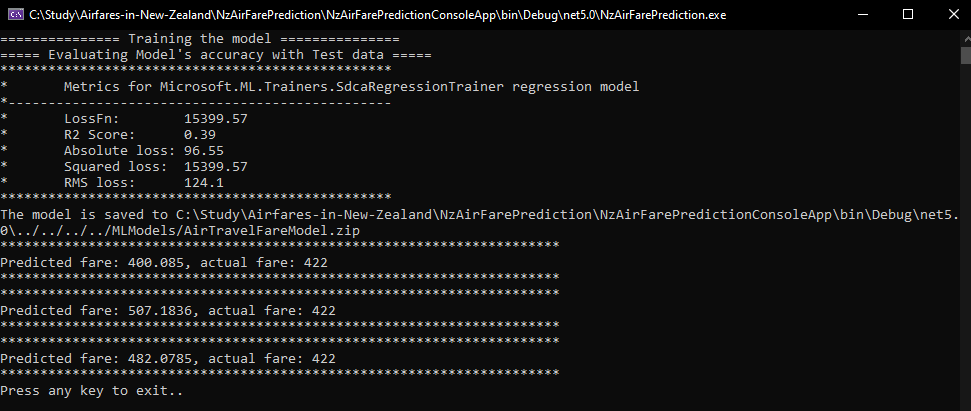 C:\Study\Airfares-in-New-Zealand\NzAirFarePrediction\NzAirFarePredictionConsoleApp\bin\Debug\net5.0\NzAirFarePrediction.exe
=============== Training the model ===============
===== Evaluating Model's accuracy with Test data =====
*************************************************
*       Metrics for Microsoft.ML.Trainers.SdcaRegressionTrainer regression model
*------------------------------------------------
*       LossFn:        15399.57
*       R2 Score:      0.39
*       Absolute loss: 96.55
*       Squared loss:  15399.57
*       RMS loss:      124.1
*************************************************
The model is saved to C:\Study\Airfares-in-New-Zealand\NzAirFarePrediction\NzAirFarePredictionConsoleApp\bin\Debug\net5.
0\../../../../MLModels/AirTravelFareModel.zip
**********************************************************************
Predicted fare: 400.085, actual fare: 422
**********************************************************************
**********************************************************************
Predicted fare: 507.1836, actual fare: 422
**********************************************************************
**********************************************************************
Predicted fare: 482.0785, actual fare: 422
**********************************************************************
Press any key to exit..